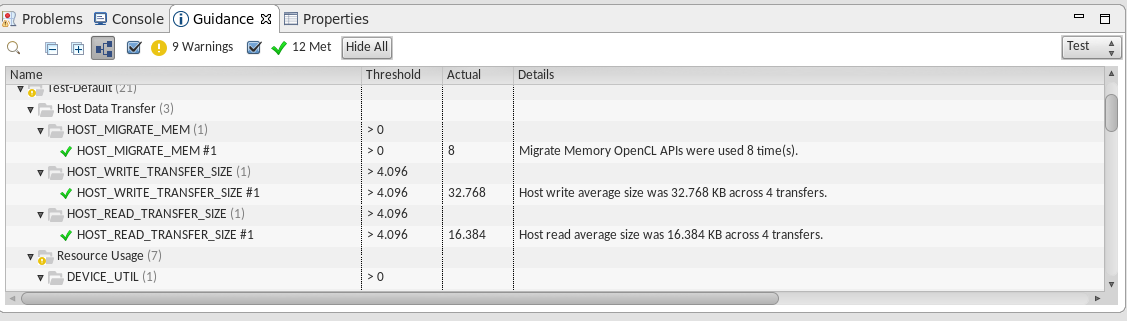 Problems Console Guidance Properties
9 Warnings 12 Met Hide All Test
Name Threshold Actual Details
Test-Default (21)
Host Data Transfer (3)
HOST_MIGRATE_MEM (1) > 0
HOST_MIGRATE_MEM #1 > 0 8 Migrate Memory OpenCL APIs were used 8 time(s).
HOST_WRITE_TRANSFER_SIZE (1) > 4.096
HOST_WRITE_TRANSFER_SIZE #1 > 4.096 32.768 Host write average size was 32.768 KB across 4 transfers.
HOST_READ_TRANSFER_SIZE (1) > 4.096
HOST_READ_TRANSFER_SIZE #1 > 4.096 16.384 Host read average size was 16.384 KB across 4 transfers.
Resource Usage (7)
DEVICE_UTIL (1) > 0